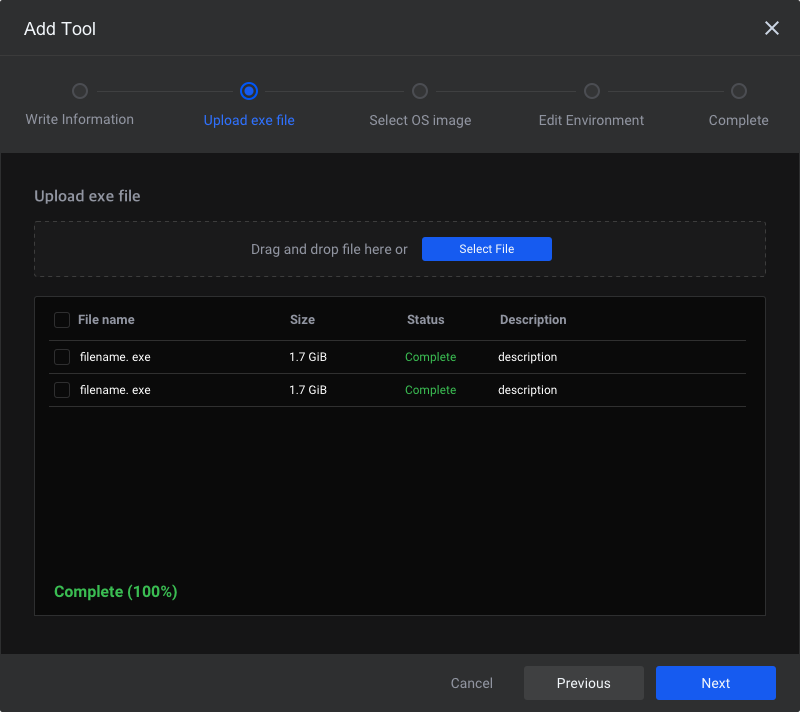 Add Tool
Write Information
Upload exe file
Select OS image
Edit Environment
Complete
Upload exe file
Drag and drop file here or Select File
File name Size Status Description
filename. exe 1.7 GiB Complete description
filename. exe 1.7 GiB Complete description
Complete (100%)
Cancel Previous Next